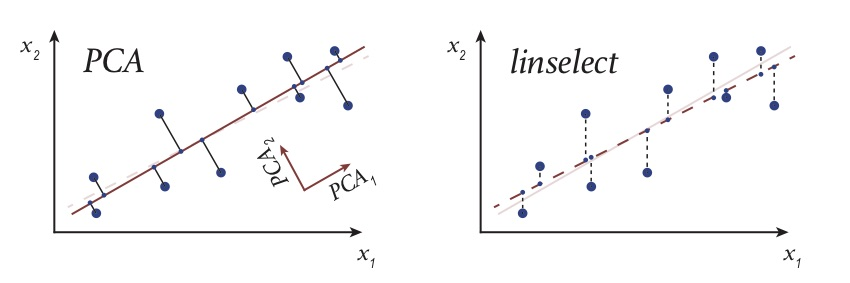 x2 PCA
PCA2
PCA1
x1
x2 linselect
x1